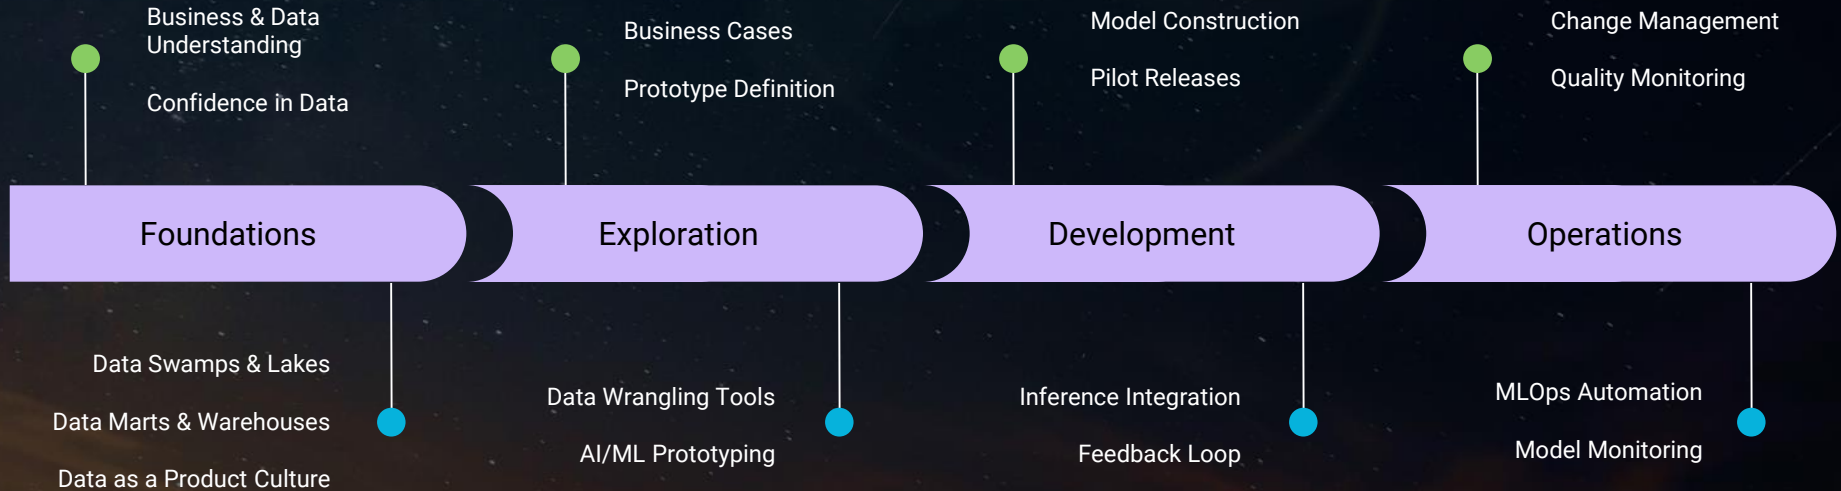 Business & Data
Understanding
Confidence in Data
Business Cases
Prototype Definition
Model Construction
Pilot Releases
Change Management
Quality Monitoring
Foundations
Exploration
Development
Operations
Data Swamps & Lakes
Data Marts & Warehouses
Data as a Product Culture
Data Wrangling Tools
AI/ML Prototyping
Inference Integration
Feedback Loop
MLOps Automation
Model Monitoring